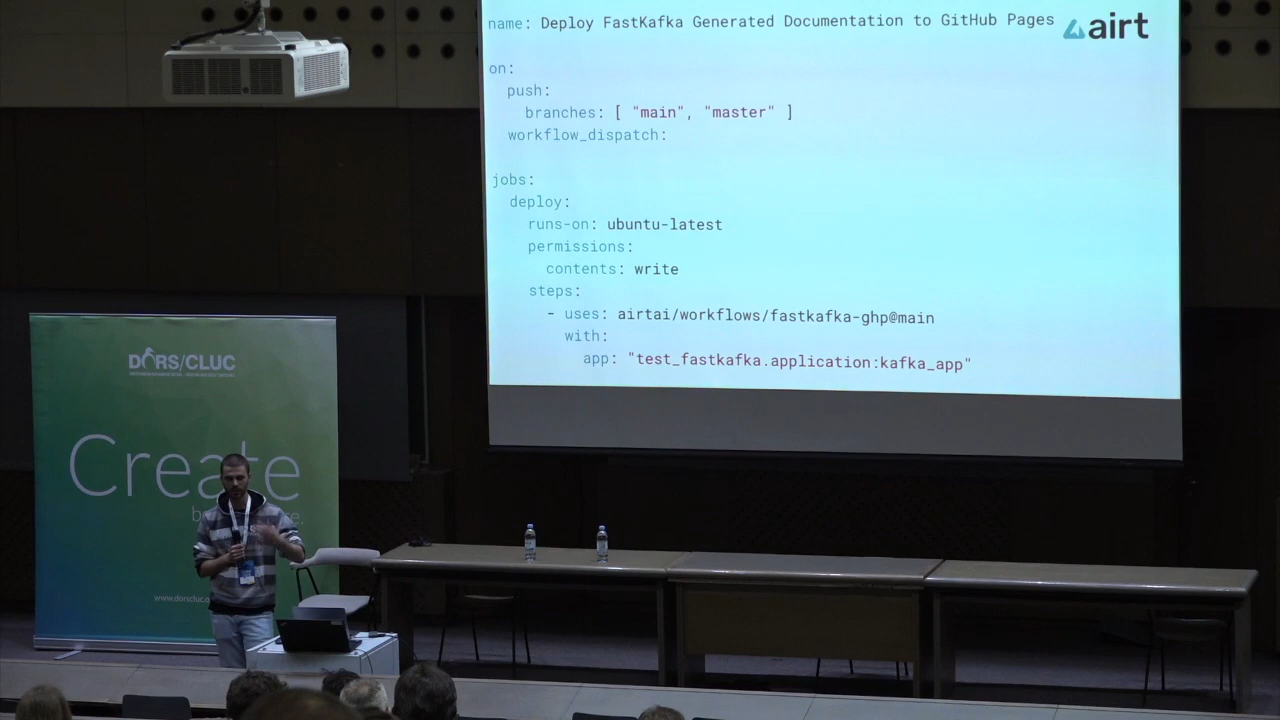 name: Deploy FastKafka Generated Documentation to GitHub Pages
airt
on:
push:
branches: [ "main", "master" ]
workflow_dispatch:
jobs:
deploy:
runs-on: ubuntu-latest
permissions:
contents: write
steps:
- uses: airtai/workflows/fastkafka-ghp@main
with:
app: "test_fastkafka.application:kafka_app"
DORS/CLUC
Create
www.dorscluc.o